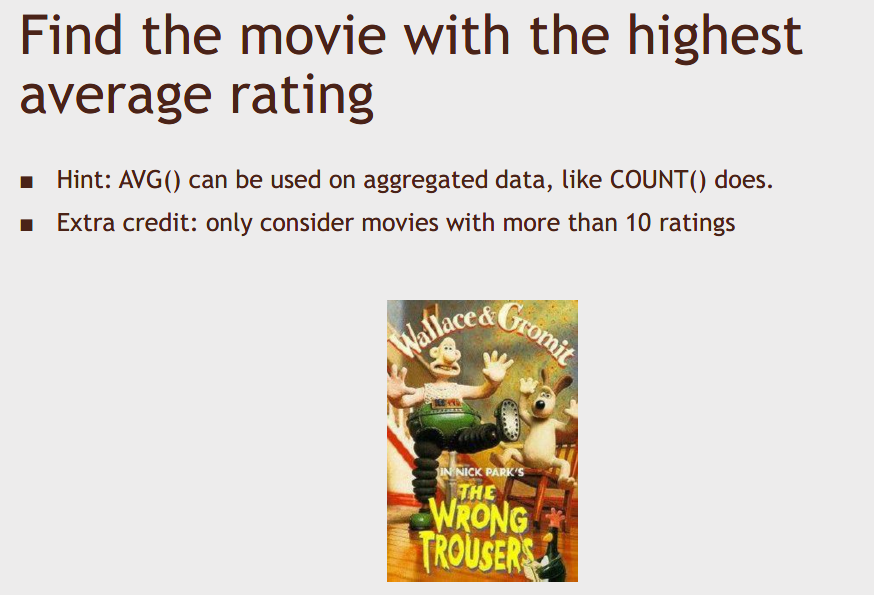 Find the movie with the highest
average rating
■ Hint: AVG() can be used on aggregated data, like COUNT() does.
■ Extra credit: only consider movies with more than 10 ratings
Wallace & Gromit
IN NICK PARK'S
THE
WRONG
TROUSERS